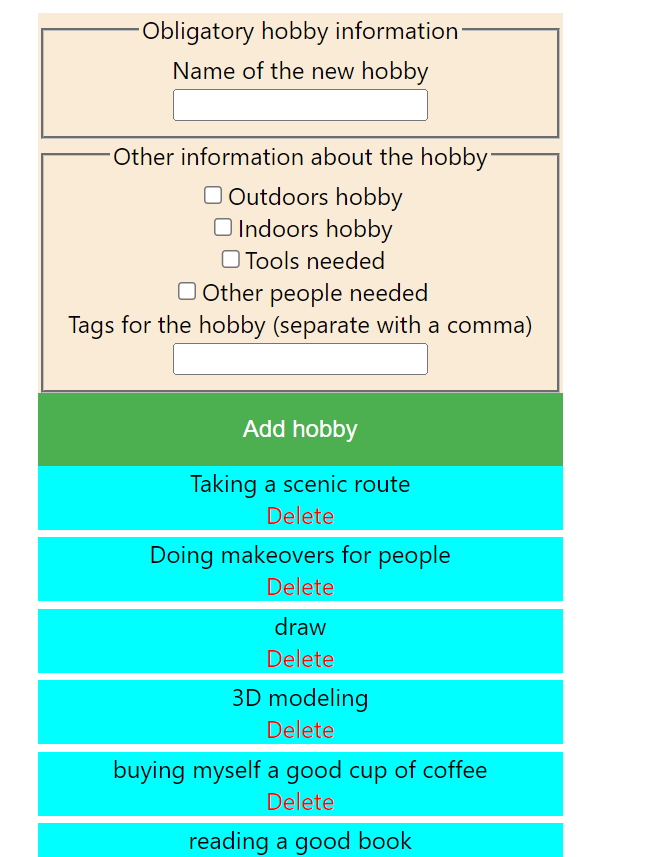 Obligatory hobby information
Name of the new hobby
Other information about the hobby
Outdoors hobby
Indoors hobby
Tools needed
Other people needed
Tags for the hobby (separate with a comma)
Add hobby
Taking a scenic route
Delete
Doing makeovers for people
Delete
draw
Delete
3D modeling
Delete
buying myself a good cup of coffee
Delete
reading a good book